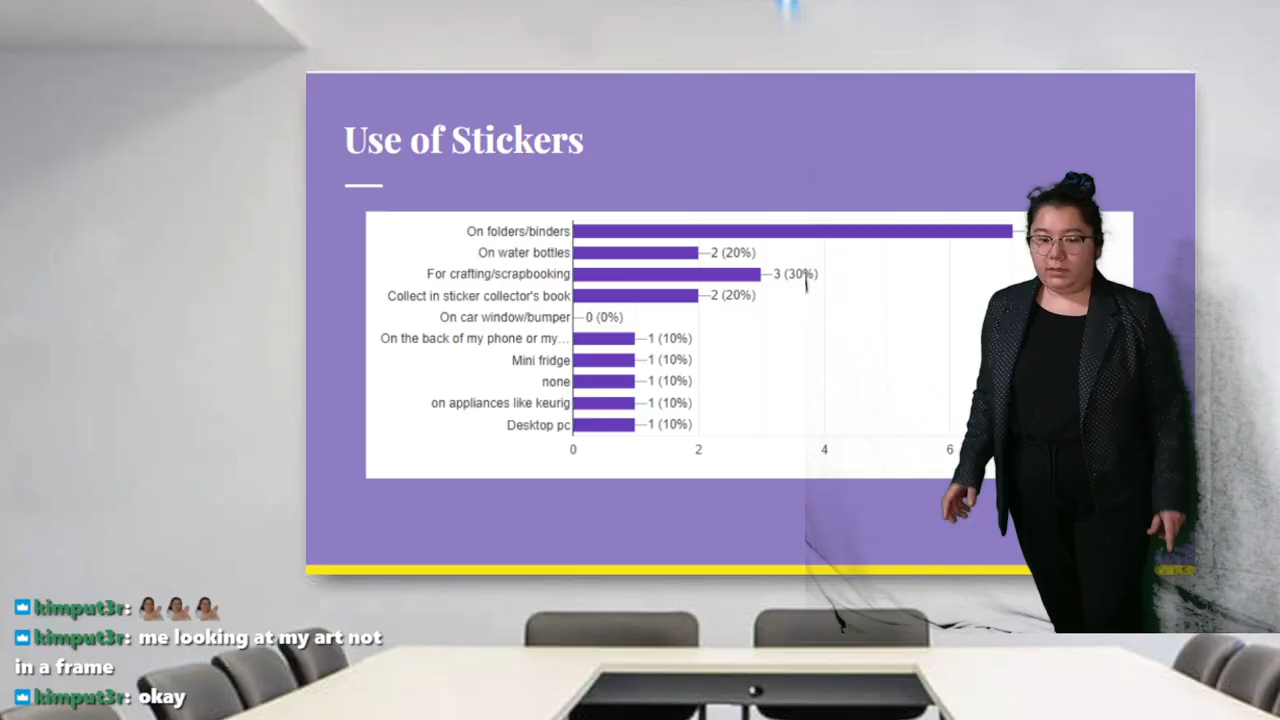 Use of Stickers
On folders/binders
On water bottles 2 (20%)
For crafting/scrapbooking 3 (30%)
Collect in sticker collector's book 2 (20%)
On car window/bumper 0 (0%)
On the back of my phone or my… 1 (10%)
Mini fridge 1 (10%)
none 1 (10%)
on appliances like keurig 1 (10%)
Desktop pc 1 (10%)
0 2 4 6
kimput3r:
kimput3r: me looking at my art not
in a frame
kimput3r: okay